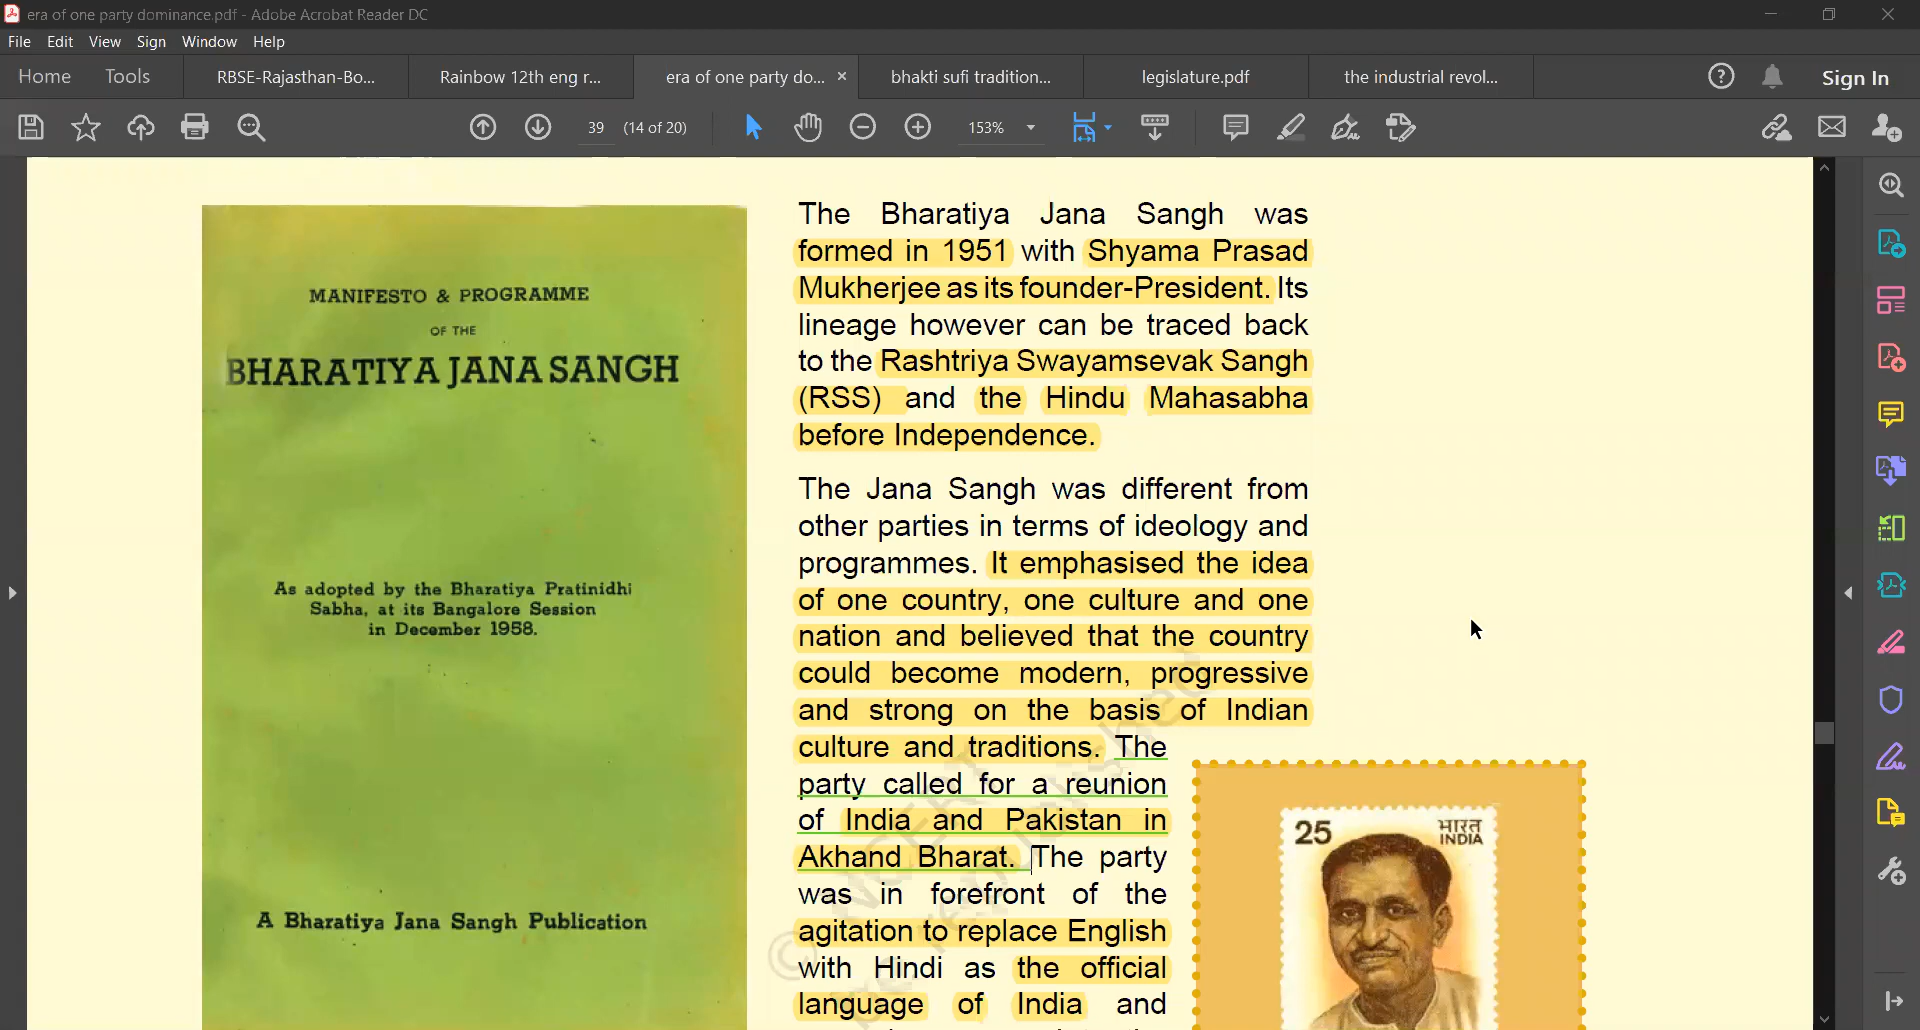 era of one party dominance.pdf - Adobe Acrobat Reader DC
File Edit View Sign Window Help
Home Tools RBSE-Rajasthan-Bo... Rainbow 12th eng r... era of one party do... × bhakti sufi tradition... legislature.pdf the industrial revol... Sign In
39 (14 of 20) 153%
MANIFESTO & PROGRAMME
OF THE
BHARATIYA JANA SANGH
As adopted by the Bharatiya Pratinidhi
Sabha, at its Bangalore Session
in December 1958.
A Bharatiya Jana Sangh Publication
The Bharatiya Jana Sangh was
formed in 1951 with Shyama Prasad
Mukherjee as its founder-President. Its
lineage however can be traced back
to the Rashtriya Swayamsevak Sangh
(RSS) and the Hindu Mahasabha
before Independence.
The Jana Sangh was different from
other parties in terms of ideology and
programmes. It emphasised the idea
of one country, one culture and one
nation and believed that the country
could become modern, progressive
and strong on the basis of Indian
culture and traditions. The
party called for a reunion
of India and Pakistan in
Akhand Bharat. The party
was in forefront of the
agitation to replace English
with Hindi as the official
language of India and
25 भारत
INDIA